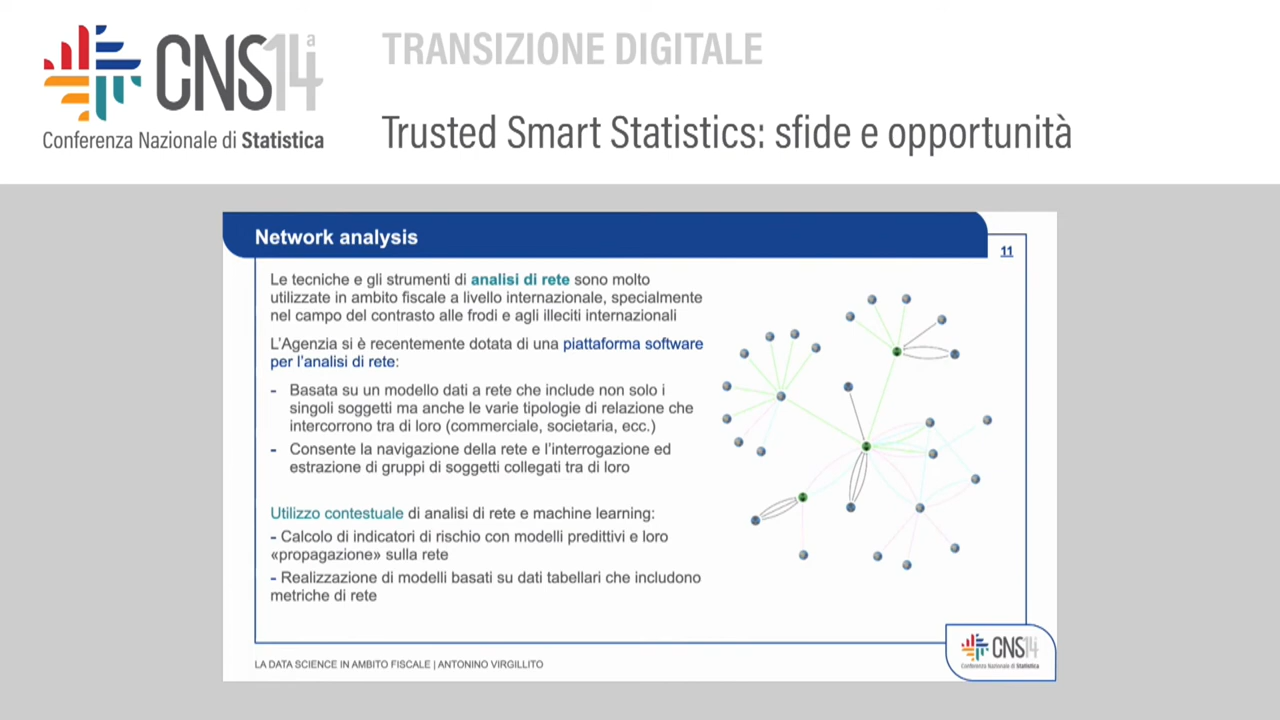 CNS14ª
Conferenza Nazionale di Statistica
TRANSIZIONE DIGITALE
Trusted Smart Statistics: sfide e opportunità
Network analysis
11
Le tecniche e gli strumenti di analisi di rete sono molto
utilizzate in ambito fiscale a livello internazionale, specialmente
nel campo del contrasto alle frodi e agli illeciti internazionali
L'Agenzia si è recentemente dotata di una piattaforma software
per l'analisi di rete:
- Basata su un modello dati a rete che include non solo i
singoli soggetti ma anche le varie tipologie di relazione che
intercorrono tra di loro (commerciale, societaria, ecc.)
- Consente la navigazione della rete e l'interrogazione ed
estrazione di gruppi di soggetti collegati tra di loro
Utilizzo contestuale di analisi di rete e machine learning:
- Calcolo di indicatori di rischio con modelli predittivi e loro
«propagazione» sulla rete
- Realizzazione di modelli basati su dati tabellari che includono
metriche di rete
LA DATA SCIENCE IN AMBITO FISCALE | ANTONINO VIRGILLITO
CNS14
Conferenza Nazionale di Statistica